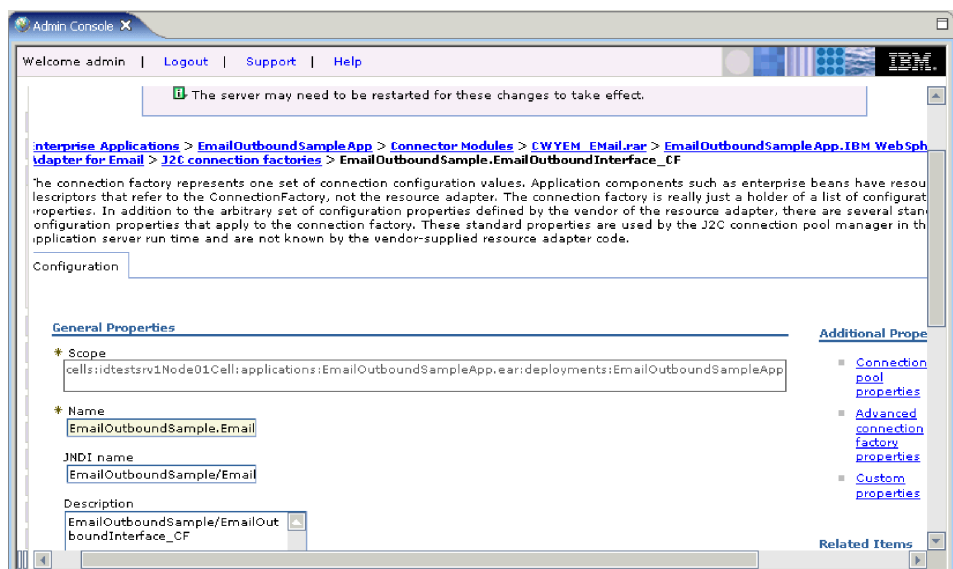 Admin Console
Welcome admin | Logout | Support | Help
IBM.
The server may need to be restarted for these changes to take effect.
Enterprise Applications > EmailOutboundSampleApp > Connector Modules > CWYEM_EMail.rar > EmailOutboundSampleApp.IBM WebSph
Adapter for Email > J2C connection factories > EmailOutboundSample.EmailOutboundInterface_CF
The connection factory represents one set of connection configuration values. Application components such as enterprise beans have resou
descriptors that refer to the ConnectionFactory, not the resource adapter. The connection factory is really just a holder of a list of configurat
properties. In addition to the arbitrary set of configuration properties defined by the vendor of the resource adapter, there are several stan
configuration properties that apply to the connection factory. These standard properties are used by the J2C connection pool manager in th
application server run time and are not known by the vendor-supplied resource adapter code.
Configuration
General Properties
* Scope
cells:idtestsrv1Node01Cell:applications:EmailOutboundSampleApp.ear:deployments:EmailOutboundSampleApp
* Name
EmailOutboundSample.Email
JNDI name
EmailOutboundSample/Email
Description
EmailOutboundSample/EmailOut
boundInterface_CF
Additional Prope
Connection
pool
properties
Advanced
connection
factory
properties
Custom
properties
Related Items